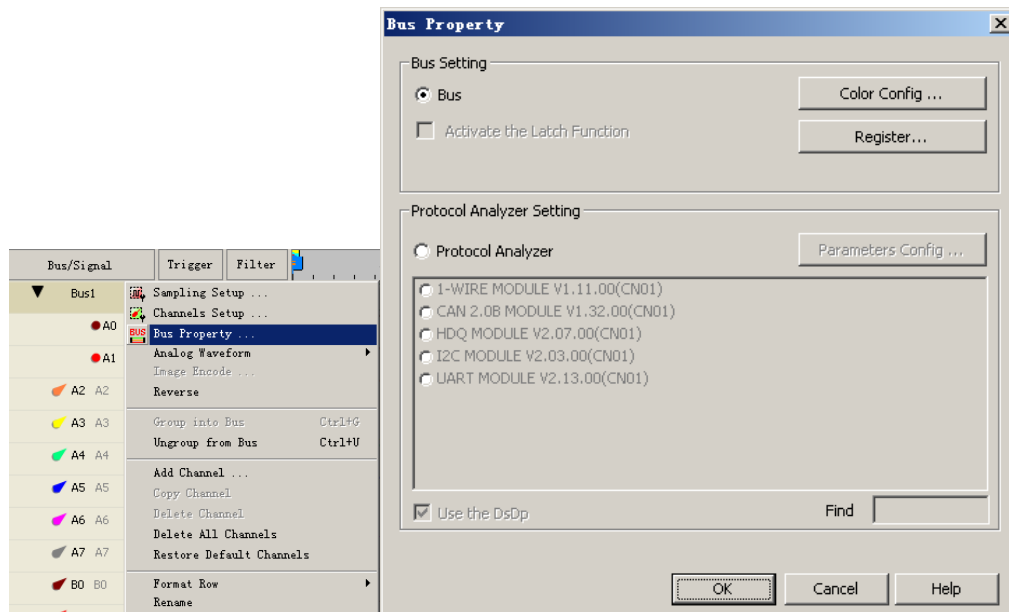 Bus Property
Bus Setting
Bus
Color Config ...
Activate the Latch Function
Register...
Protocol Analyzer Setting
Protocol Analyzer
Parameters Config ...
1-WIRE MODULE V1.11.00(CN01)
CAN 2.0B MODULE V1.32.00(CN01)
HDQ MODULE V2.07.00(CN01)
I2C MODULE V2.03.00(CN01)
UART MODULE V2.13.00(CN01)
Use the DsDp
Find
OK Cancel Help
Bus/Signal Trigger Filter
Bus1
A0
A1
A2 A2
A3 A3
A4 A4
A5 A5
A6 A6
A7 A7
B0 B0
Sampling Setup ...
Channels Setup ...
BUS Bus Property ...
Analog Waveform
Image Encode ...
Reverse
Group into Bus Ctrl+G
Ungroup from Bus Ctrl+U
Add Channel ...
Copy Channel
Delete Channel
Delete All Channels
Restore Default Channels
Format Row
Rename